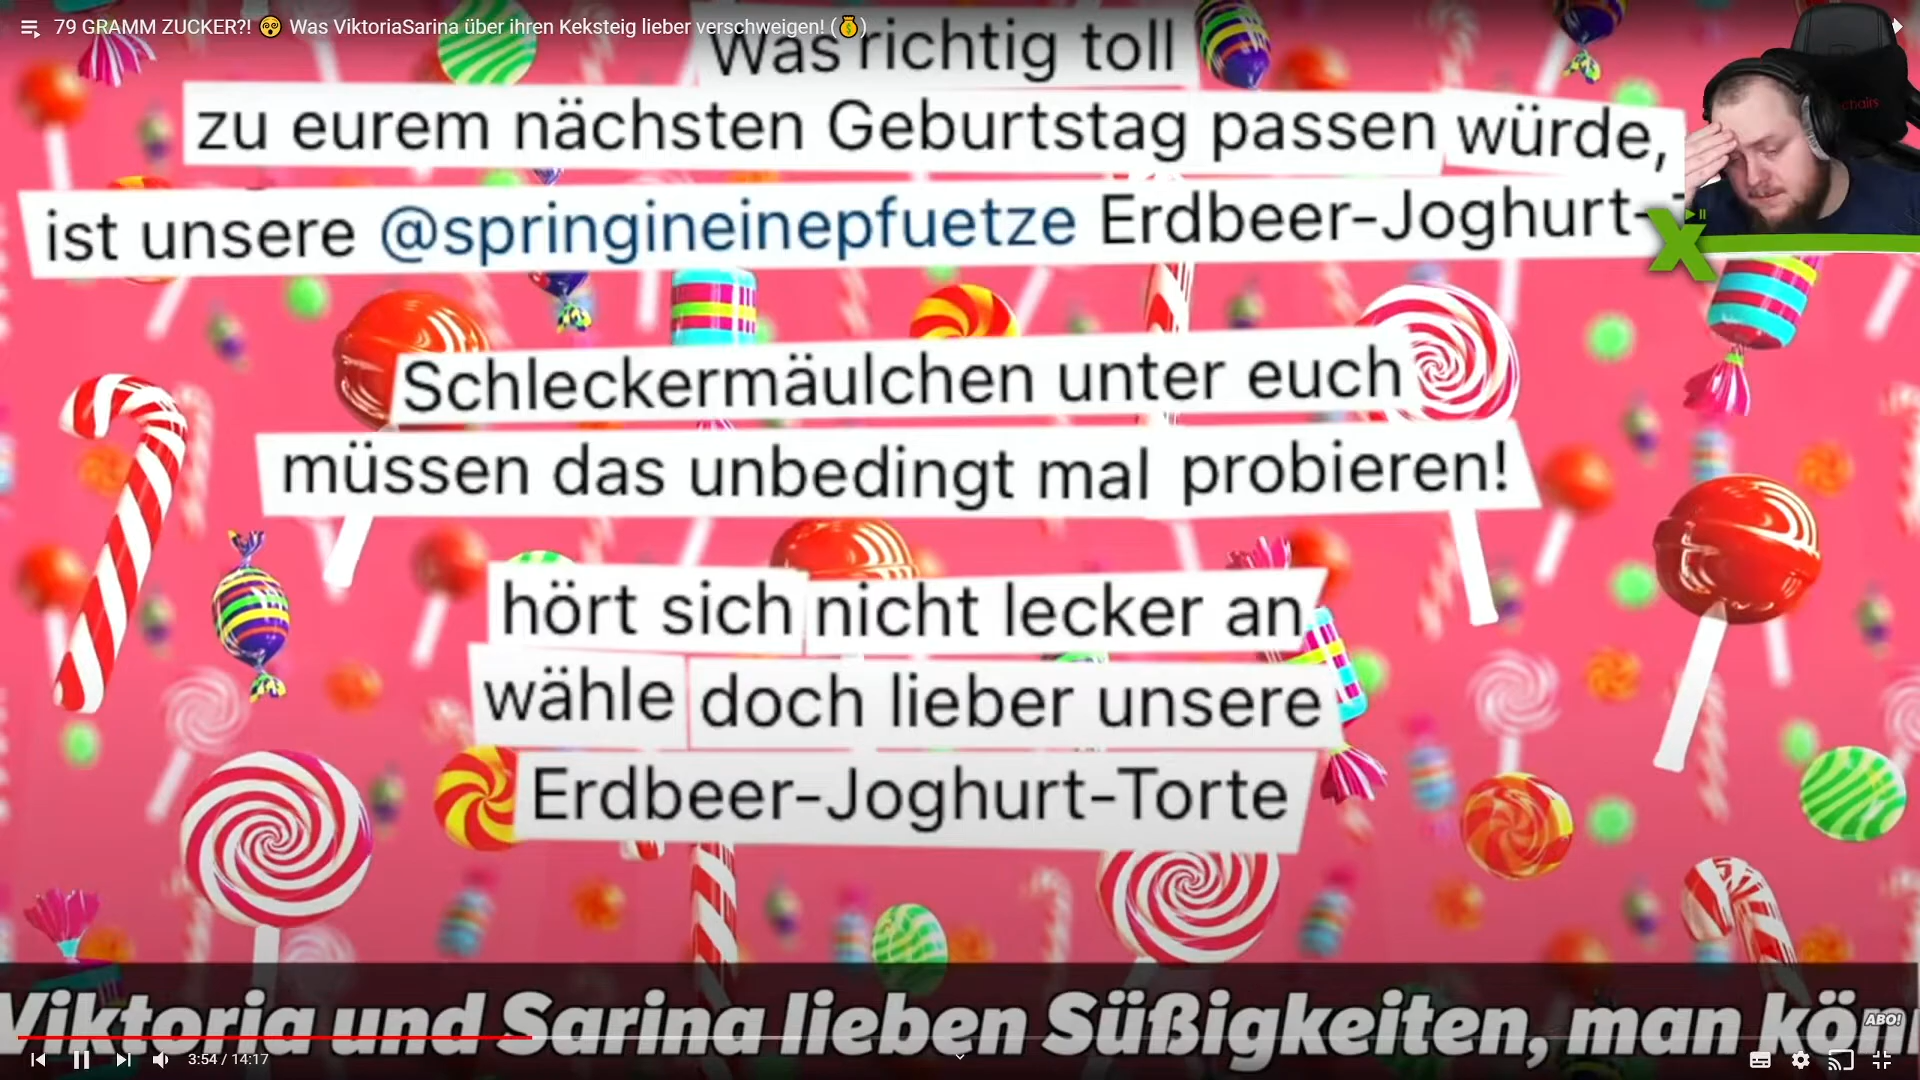 79 GRAMM ZUCKER?! 😵 Was ViktoriaSarina über ihren Keksteig lieber verschweigen! (💰)
Was richtig toll
zu eurem nächsten Geburtstag passen würde,
ist unsere @springineinepfuetze Erdbeer-Joghurt-
Schleckermäulchen unter euch
müssen das unbedingt mal probieren!
hört sich nicht lecker an
wähle doch lieber unsere
Erdbeer-Joghurt-Torte
Viktoria und Sarina lieben Süßigkeiten, man kö
ABO!
3:54 / 14:17